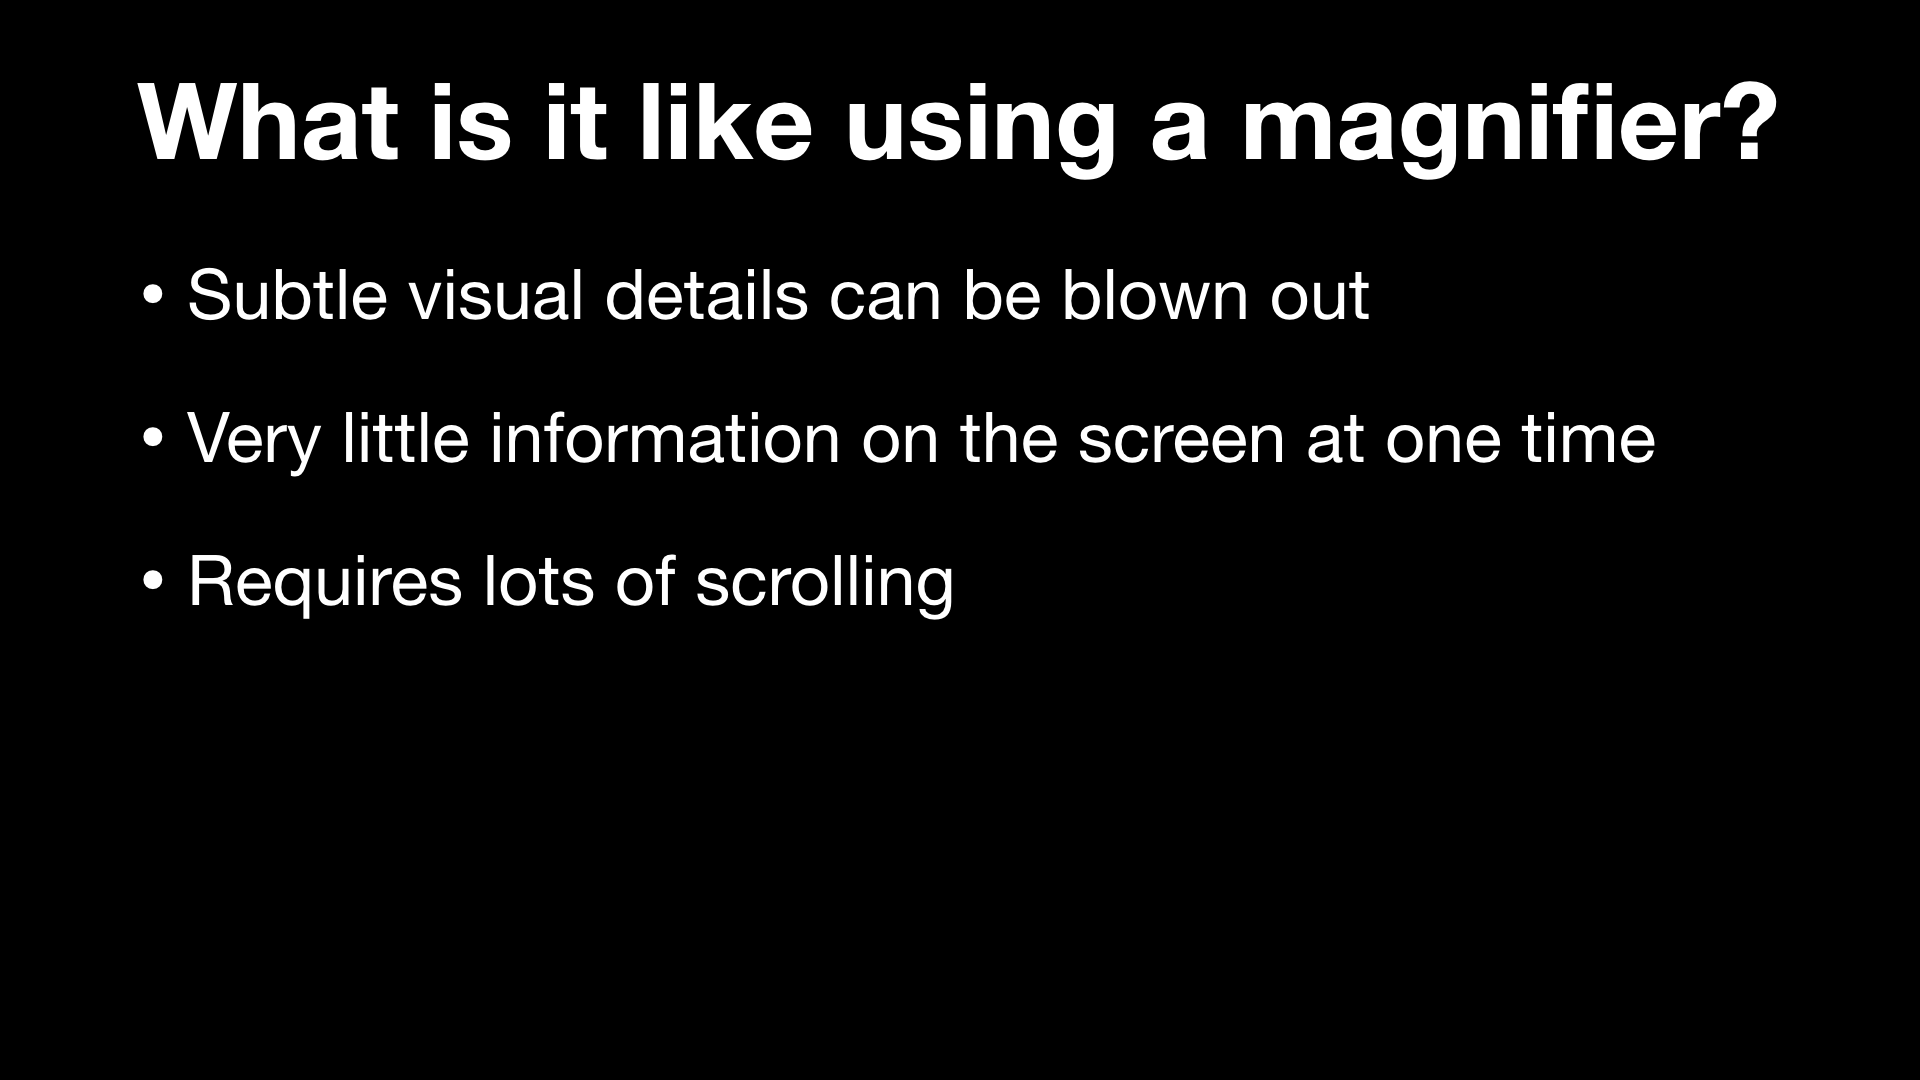 What is it like using a magnifier?
• Subtle visual details can be blown out
• Very little information on the screen at one time
• Requires lots of scrolling